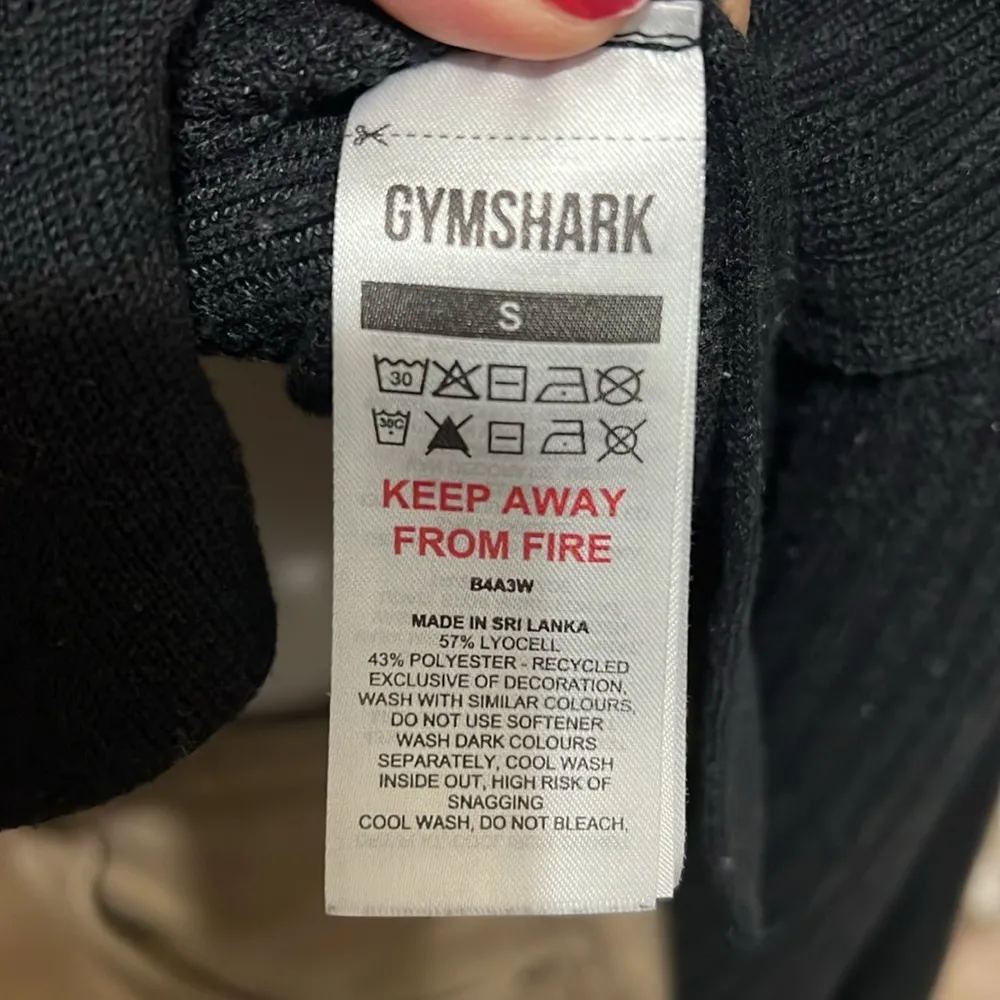 GYMSHARK
S
30
30C
KEEP AWAY
FROM FIRE
B4A3W
MADE IN SRI LANKA
57% LYOCELL
43% POLYESTER - RECYCLED
EXCLUSIVE OF DECORATION,
WASH WITH SIMILAR COLOURS,
DO NOT USE SOFTENER
WASH DARK COLOURS
SEPARATELY, COOL WASH
INSIDE OUT, HIGH RISK OF
SNAGGING
COOL WASH, DO NOT BLEACH,